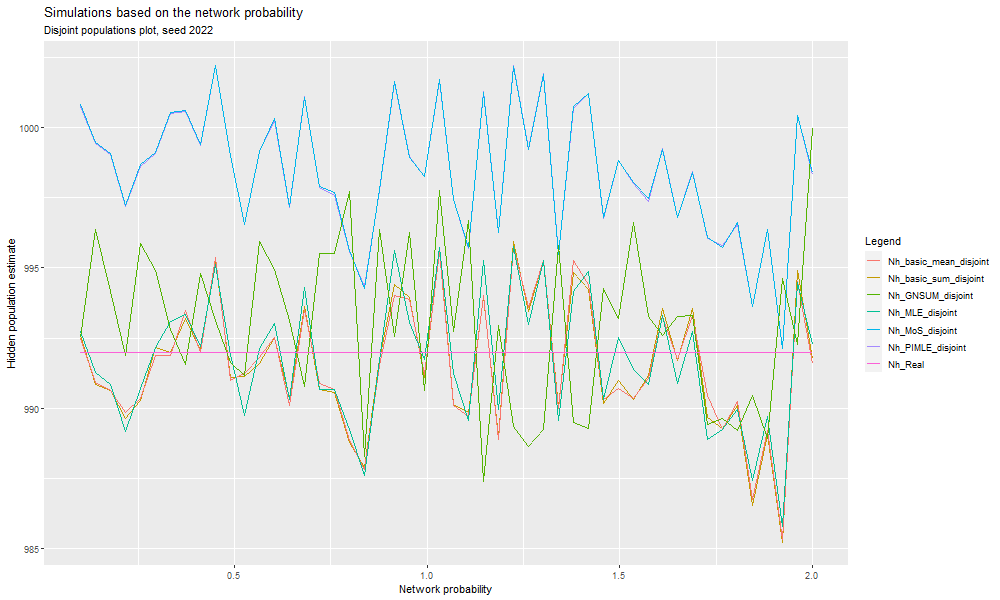 Simulations based on the network probability
Disjoint populations plot, seed 2022
Hidden population estimate
1000
995
990
985
0.5
1.0
1.5
2.0
Network probability
Legend
Nh_basic_mean_disjoint
Nh_basic_sum_disjoint
Nh_GNSUM_disjoint
Nh_MLE_disjoint
Nh_MoS_disjoint
Nh_PIMLE_disjoint
Nh_Real